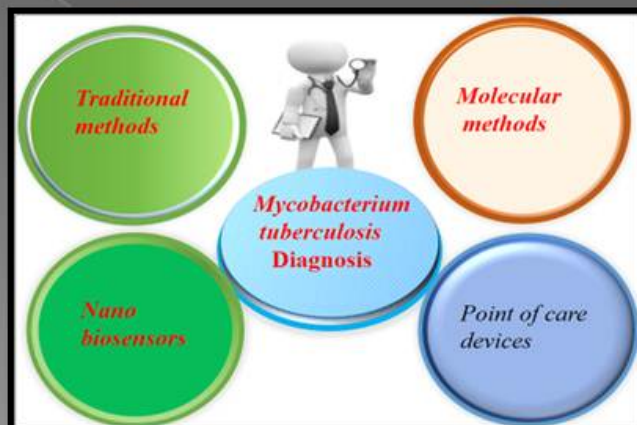 Traditional
methods
Molecular
methods
Mycobacterium
tuberculosis
Diagnosis
Nano
biosensors
Point of care
devices